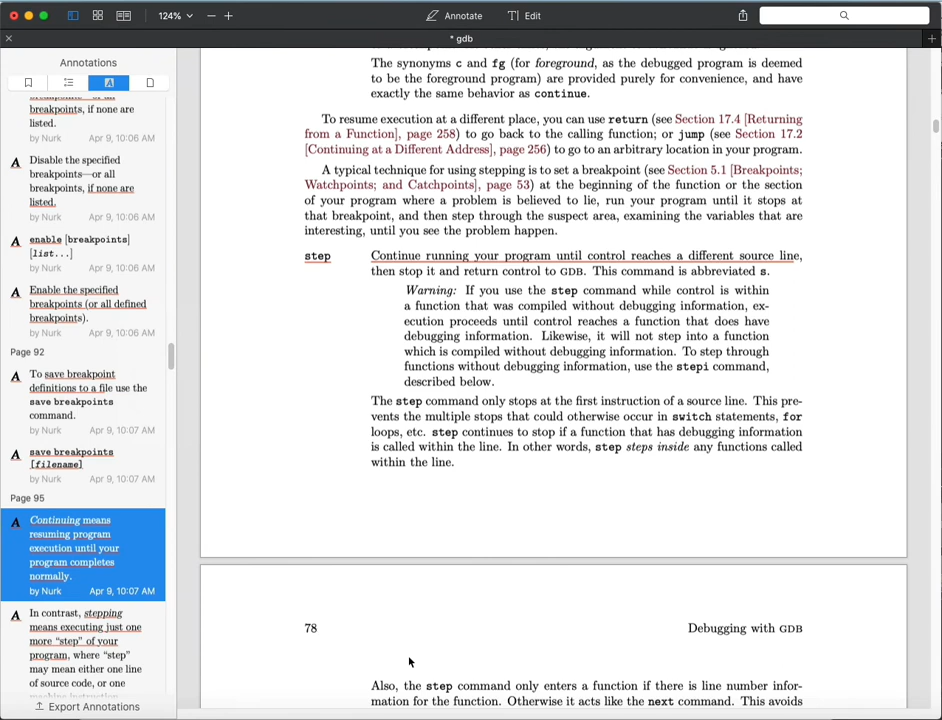 124%
Annotate
Edit
* gdb
Annotations
breakpoints, if none are
listed.
by Nurk Apr 9, 10:06 AM
Disable the specified
breakpoints—or all
breakpoints, if none are
listed.
by Nurk Apr 9, 10:06 AM
enable [breakpoints]
[list...]
by Nurk Apr 9, 10:06 AM
Enable the specified
breakpoints (or all defined
breakpoints).
by Nurk Apr 9, 10:06 AM
Page 92
To save breakpoint
definitions to a file use the
save breakpoints
command.
by Nurk Apr 9, 10:07 AM
save breakpoints
[filename]
by Nurk Apr 9, 10:07 AM
Page 95
Continuing means
resuming program
execution until your
program completes
normally.
by Nurk Apr 9, 10:07 AM
In contrast, stepping
means executing just one
more “step” of your
program, where “step”
may mean either one line
of source code, or one
machine instruction
Export Annotations
The synonyms c and fg (for foreground, as the debugged program is deemed
to be the foreground program) are provided purely for convenience, and have
exactly the same behavior as continue.
To resume execution at a different place, you can use return (see Section 17.4 [Returning
from a Function], page 258) to go back to the calling function; or jump (see Section 17.2
[Continuing at a Different Address], page 256) to go to an arbitrary location in your program.
A typical technique for using stepping is to set a breakpoint (see Section 5.1 [Breakpoints;
Watchpoints; and Catchpoints], page 53) at the beginning of the function or the section
of your program where a problem is believed to lie, run your program until it stops at
that breakpoint, and then step through the suspect area, examining the variables that are
interesting, until you see the problem happen.
step Continue running your program until control reaches a different source line,
then stop it and return control to GDB. This command is abbreviated s.
Warning: If you use the step command while control is within
a function that was compiled without debugging information, ex-
ecution proceeds until control reaches a function that does have
debugging information. Likewise, it will not step into a function
which is compiled without debugging information. To step through
functions without debugging information, use the stepi command,
described below.
The step command only stops at the first instruction of a source line. This pre-
vents the multiple stops that could otherwise occur in switch statements, for
loops, etc. step continues to stop if a function that has debugging information
is called within the line. In other words, step steps inside any functions called
within the line.
78 Debugging with GDB
Also, the step command only enters a function if there is line number infor-
mation for the function. Otherwise it acts like the next command. This avoids